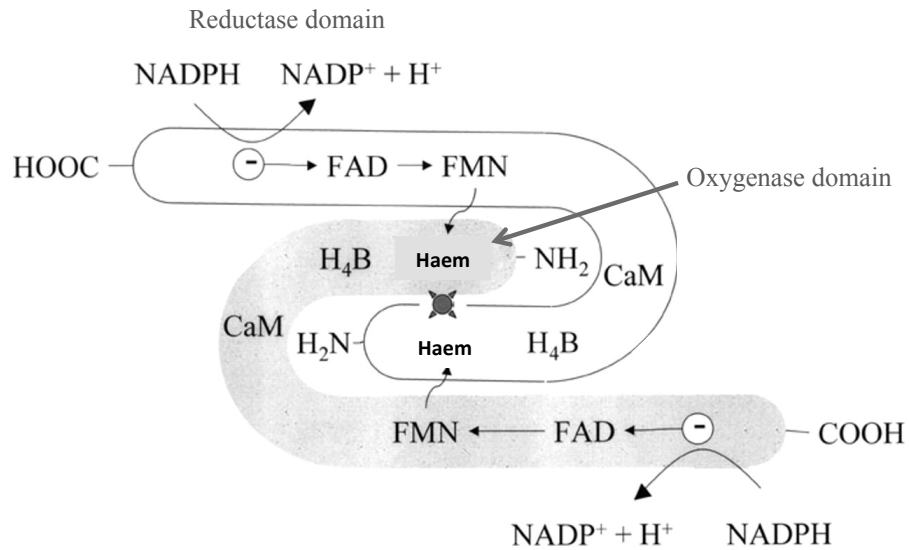 Reductase domain
NADPH NADP⁺ + H⁺
HOOC - FAD FMN
Oxygenase domain
H₄B Haem NH₂ CaM
CaM H₂N Haem H₄B
FMN FAD - COOH
NADP⁺ + H⁺ NADPH